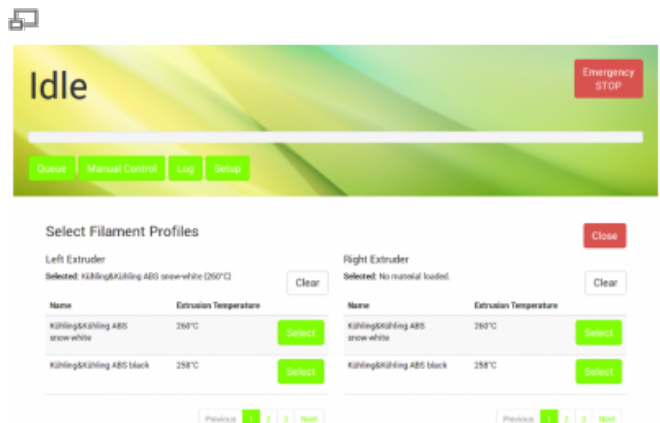 Idle
Emergency
STOP
Queue Manual Control Log Setup
Select Filament Profiles
Close
Left Extruder
Selected: Kühling&Kühling ABS snow-white (260°C)
Clear
Name Extrusion Temperature
Kühling&Kühling ABS
snow-white
260°C
Select
Kühling&Kühling ABS black 258°C Select
Previous 1 2 3 Next
Right Extruder
Selected: No material loaded.
Clear
Name Extrusion Temperature
Kühling&Kühling ABS
snow-white
260°C
Select
Kühling&Kühling ABS black 258°C Select
Previous 1 2 3 Next